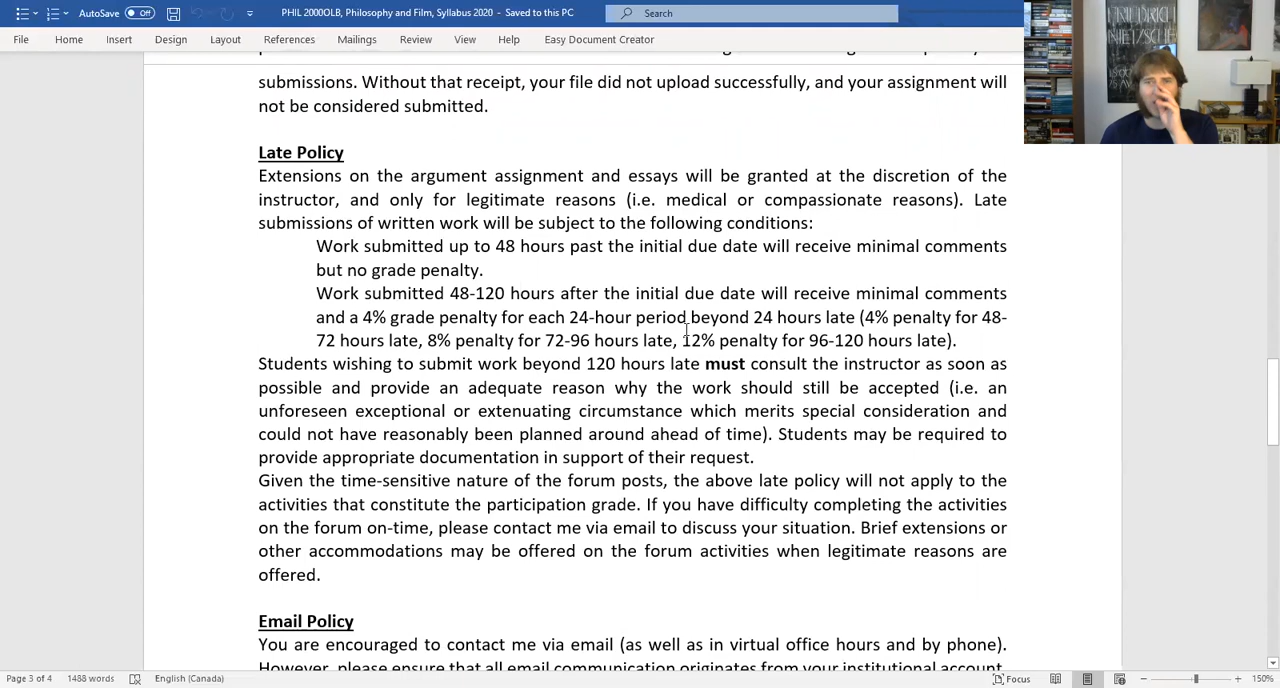 AutoSave Off
PHIL 2000OLB, Philosophy and Film, Syllabus 2020 - Saved to this PC
Search
File Home Insert Design Layout References Review View Help Easy Document Creator
submissions. Without that receipt, your file did not upload successfully, and your assignment will
not be considered submitted.
Late Policy
Extensions on the argument assignment and essays will be granted at the discretion of the
instructor, and only for legitimate reasons (i.e. medical or compassionate reasons). Late
submissions of written work will be subject to the following conditions:
Work submitted up to 48 hours past the initial due date will receive minimal comments
but no grade penalty.
Work submitted 48-120 hours after the initial due date will receive minimal comments
and a 4% grade penalty for each 24-hour period beyond 24 hours late (4% penalty for 48-
72 hours late, 8% penalty for 72-96 hours late, 12% penalty for 96-120 hours late).
Students wishing to submit work beyond 120 hours late must consult the instructor as soon as
possible and provide an adequate reason why the work should still be accepted (i.e. an
unforeseen exceptional or extenuating circumstance which merits special consideration and
could not have reasonably been planned around ahead of time). Students may be required to
provide appropriate documentation in support of their request.
Given the time-sensitive nature of the forum posts, the above late policy will not apply to the
activities that constitute the participation grade. If you have difficulty completing the activities
on the forum on-time, please contact me via email to discuss your situation. Brief extensions or
other accommodations may be offered on the forum activities when legitimate reasons are
offered.
Email Policy
You are encouraged to contact me via email (as well as in virtual office hours and by phone).
However, please ensure that all email communication originates from your institutional account.
Page 3 of 4 1488 words English (Canada) Focus 150%
FRIEDRICH
NIETZSCHE